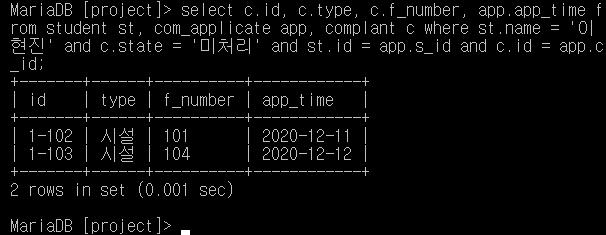 MariaDB [project]> select c.id, c.type, c.f_number, app.app_time f
rom student st, com_applicate app, complant c where st.name = '이
현진' and c.state = '미처리' and st.id = app.s_id and c.id = app.c
_id;
+-------+------+----------+------------+
| id    | type | f_number | app_time   |
+-------+------+----------+------------+
| 1-102 | 시설 | 101      | 2020-12-11 |
| 1-103 | 시설 | 104      | 2020-12-12 |
+-------+------+----------+------------+
2 rows in set (0.001 sec)
MariaDB [project]>